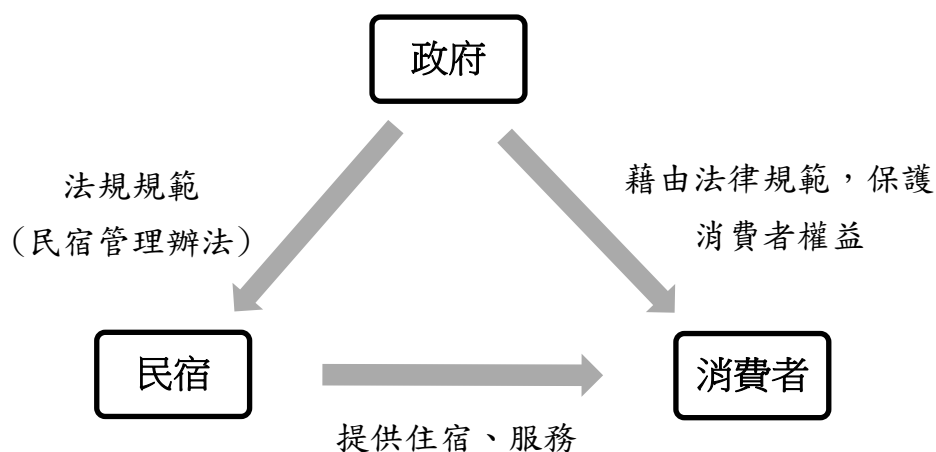 政府
法規規範
（民宿管理辦法）
藉由法律規範，保護
消費者權益
民宿
消費者
提供住宿、服務